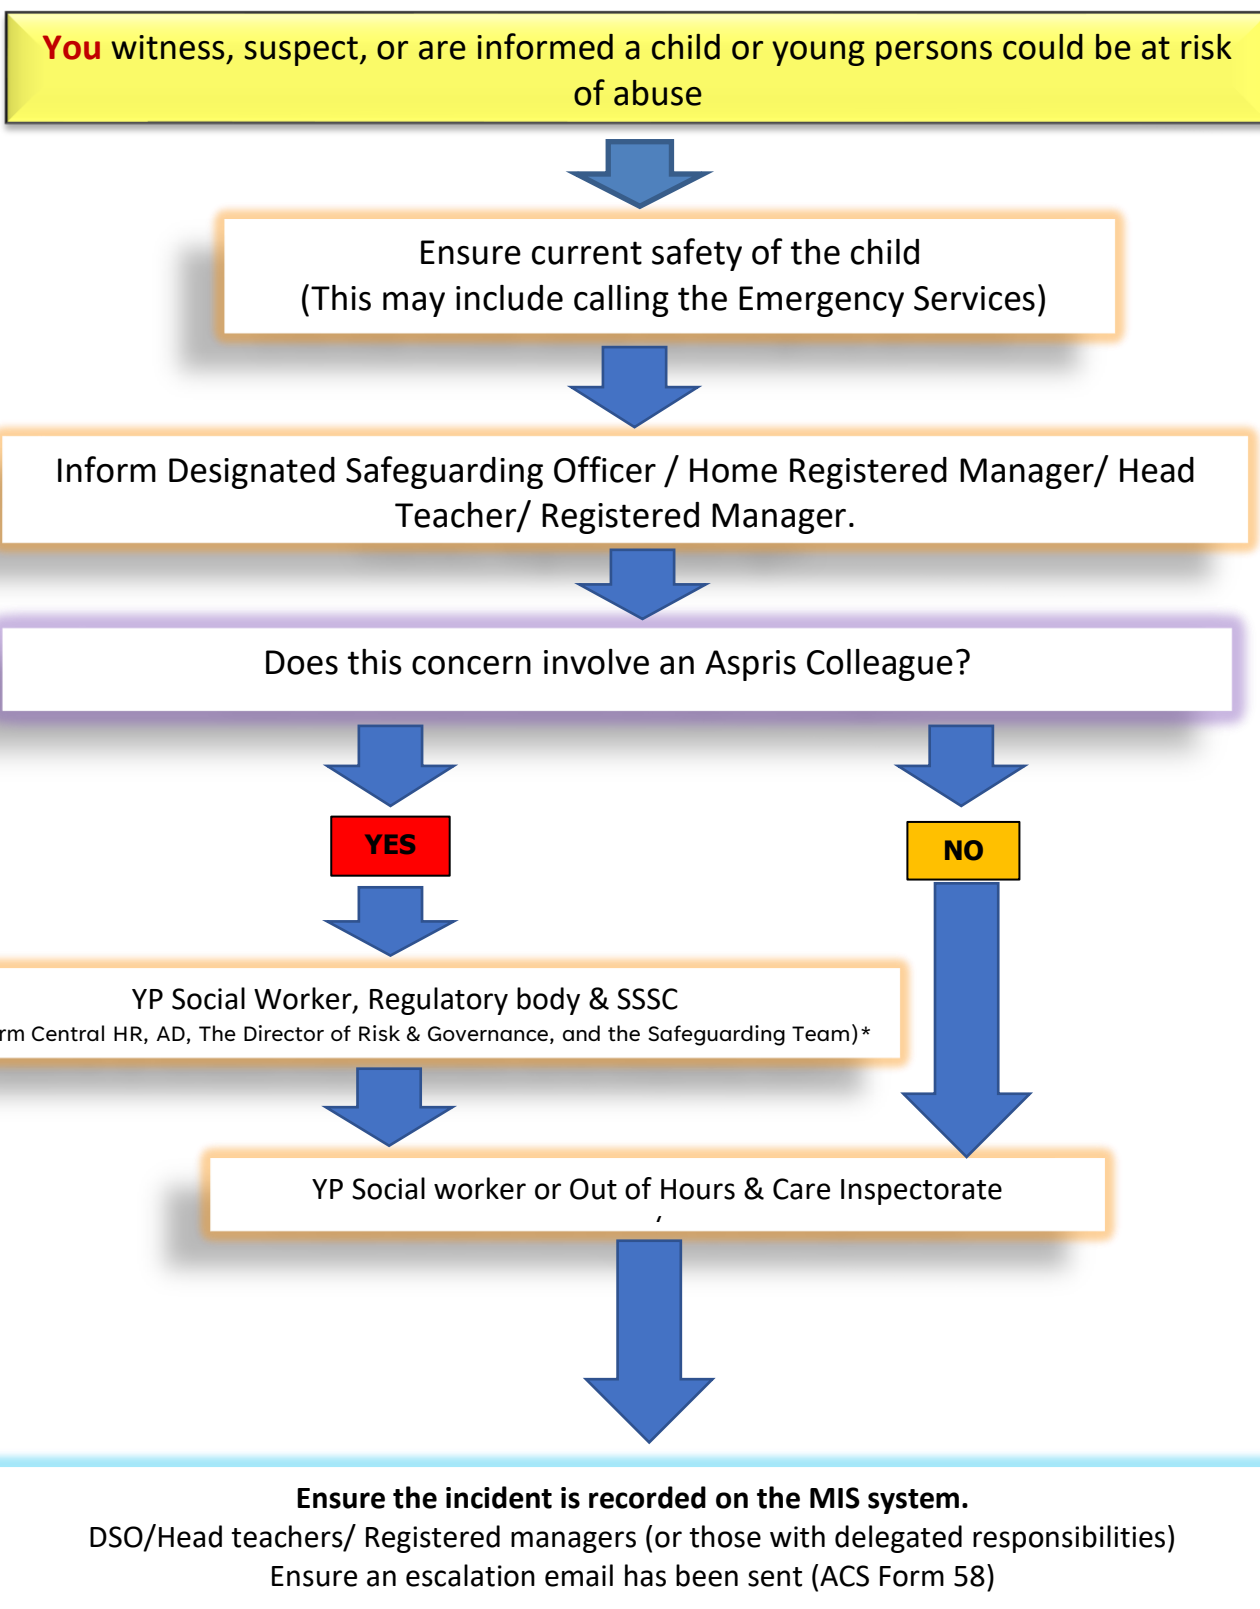 You witness, suspect, or are informed a child or young persons could be at risk
of abuse
Ensure current safety of the child
(This may include calling the Emergency Services)
Inform Designated Safeguarding Officer / Home Registered Manager/ Head
Teacher/ Registered Manager.
Does this concern involve an Aspris Colleague?
YES
NO
YP Social Worker, Regulatory body & SSSC
Central HR, AD, The Director of Risk & Governance, and the Safeguarding Team)*
YP Social worker or Out of Hours & Care Inspectorate
Ensure the incident is recorded on the MIS system.
DSO/Head teachers/ Registered managers (or those with delegated responsibilities)
Ensure an escalation email has been sent (ACS Form 58)